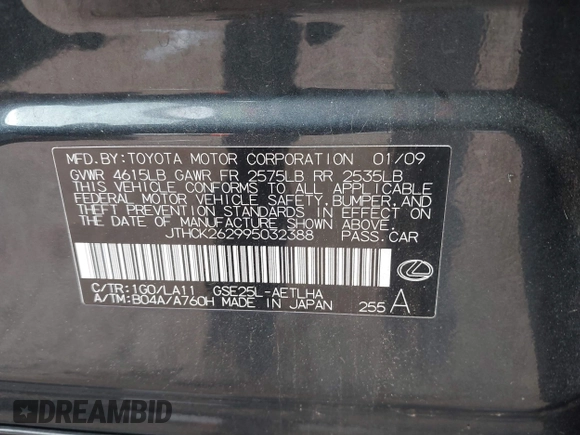 MFD.BY:TOYOTA MOTOR CORPORATION 01/09
GVWR 4615LB GAWR FR 2575LB RR 2535LB
THIS VEHICLE CONFORMS TO ALL APPLICABLE
FEDERAL MOTOR VEHICLE SAFETY, BUMPER, AND
THEFT PREVENTION STANDARDS IN EFFECT ON
THE DATE OF MANUFACTURE SHOWN ABOVE.
JTHCK262995032388 PASS.CAR
C/TR:1G0/LA11 GSE25L-AETLHA
A/TM:B04A/A760H MADE IN JAPAN 255 A
DREAMBID